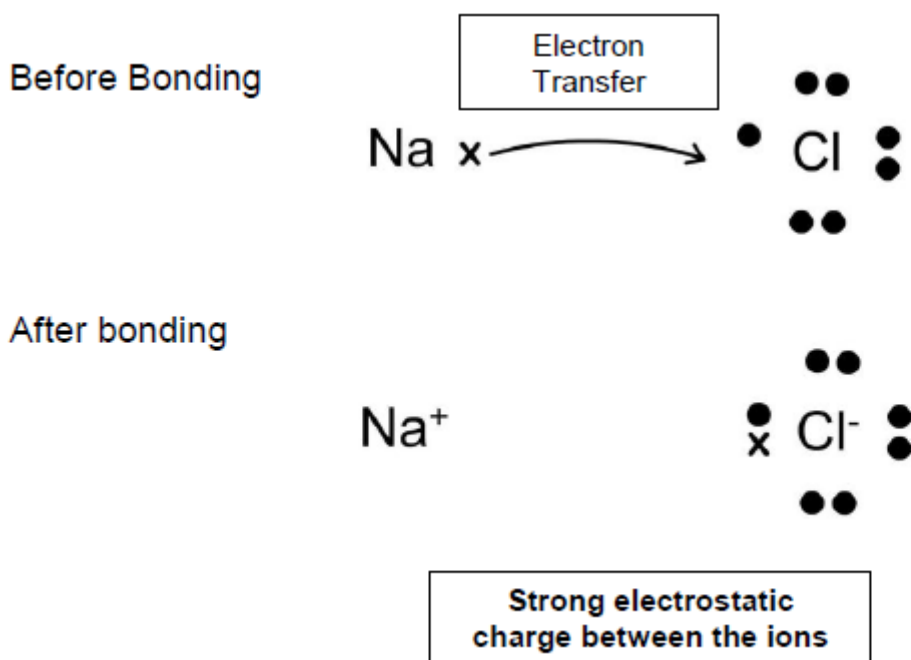 Before Bonding
Electron
Transfer
Na x
Cl
After bonding
Na⁺
x Cl⁻
Strong electrostatic
charge between the ions